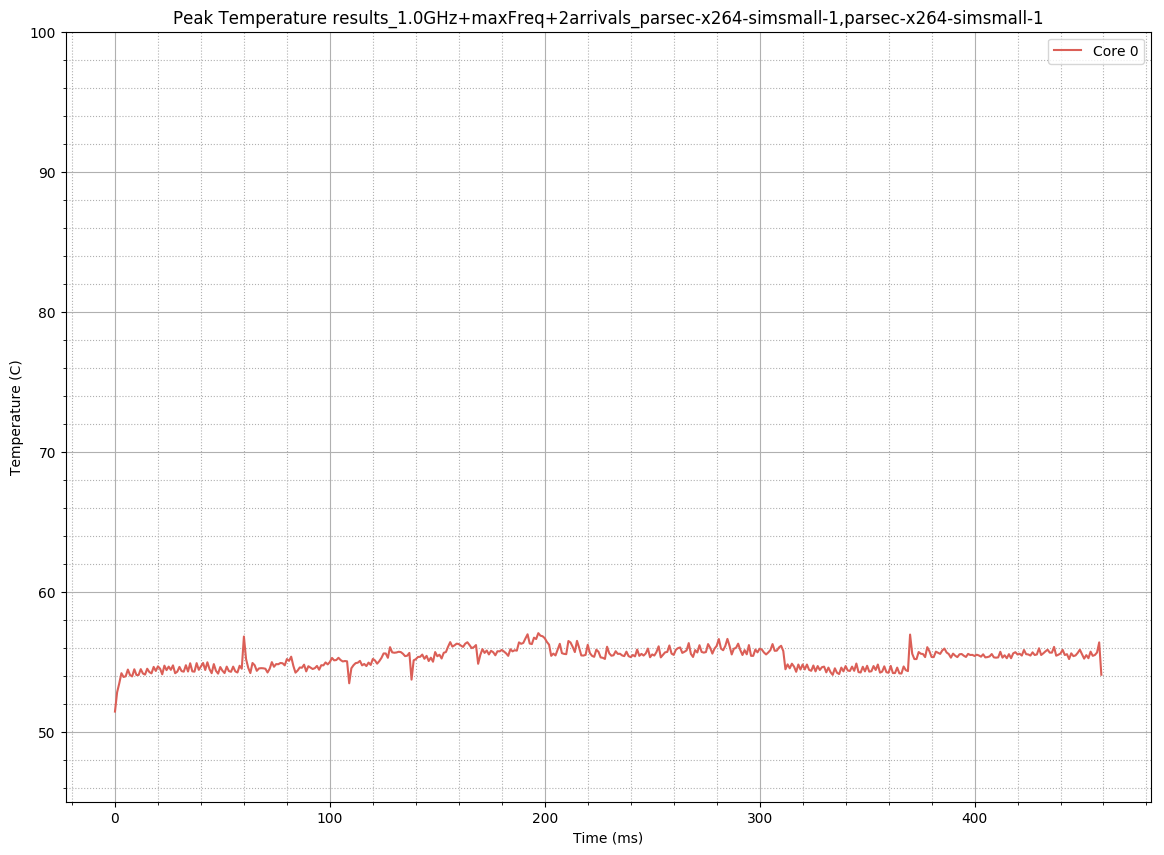 Peak Temperature results_1.0GHz+maxFreq+2arrivals_parsec-x264-simsmall-1,parsec-x264-simsmall-1
100
90
80
70
60
50
Temperature (C)
Core 0
0 100 200 300 400
Time (ms)